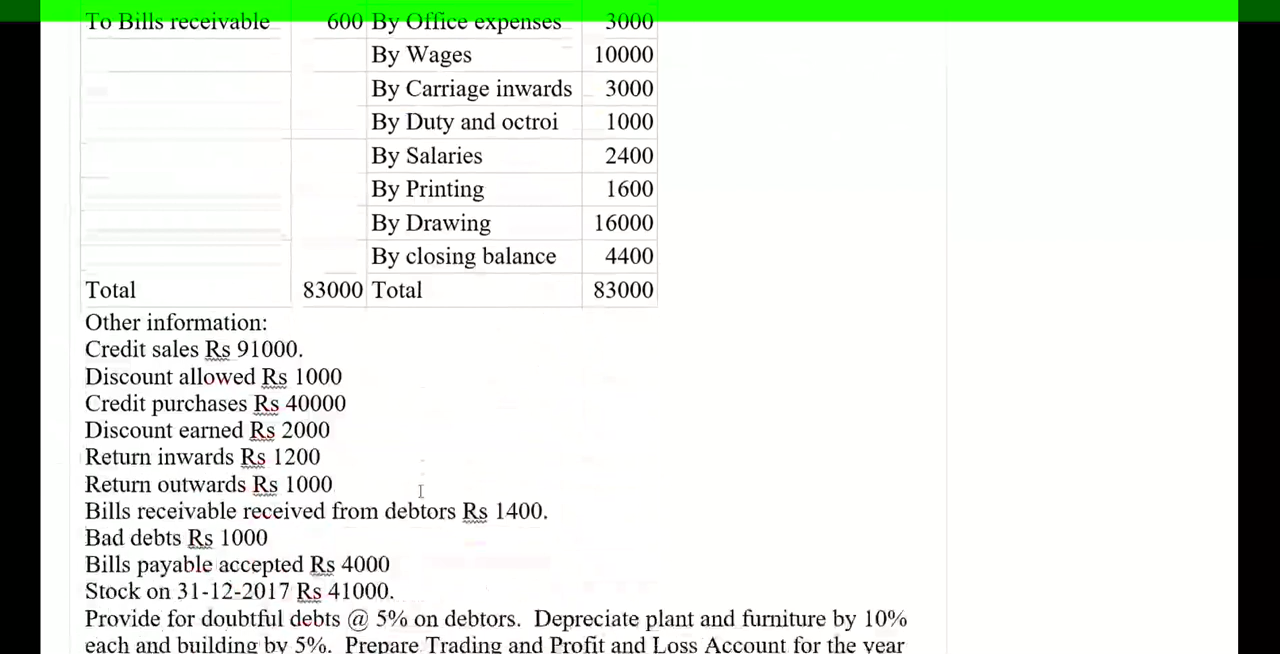 To Bills receivable 600 By Office expenses 3000
By Wages 10000
By Carriage inwards 3000
By Duty and octroi 1000
By Salaries 2400
By Printing 1600
By Drawing 16000
By closing balance 4400
Total 83000 Total 83000
Other information:
Credit sales Rs 91000.
Discount allowed Rs 1000
Credit purchases Rs 40000
Discount earned Rs 2000
Return inwards Rs 1200
Return outwards Rs 1000
Bills receivable received from debtors Rs 1400.
Bad debts Rs 1000
Bills payable accepted Rs 4000
Stock on 31-12-2017 Rs 41000.
Provide for doubtful debts @ 5% on debtors. Depreciate plant and furniture by 10%
each and building by 5%. Prepare Trading and Profit and Loss Account for the year